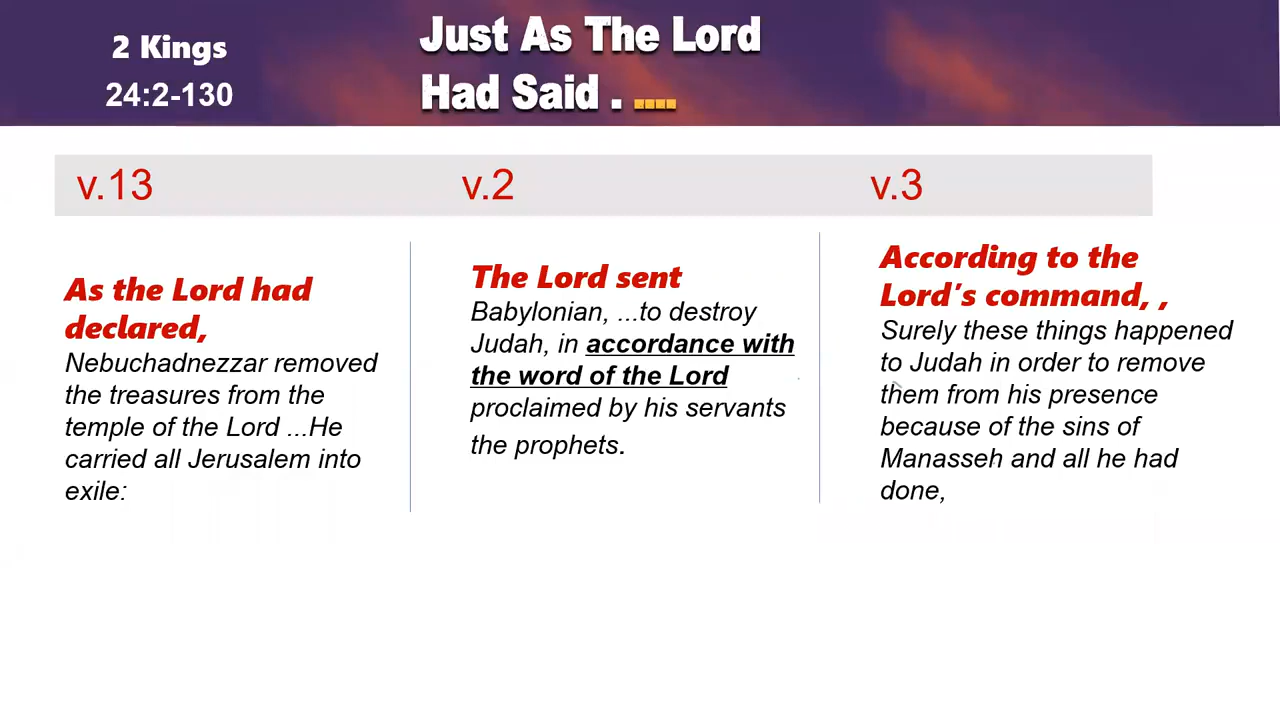 2 Kings
24:2-130
Just As The Lord
Had Said . ....
v.13
v.2
v.3
As the Lord had
declared,
Nebuchadnezzar removed
the treasures from the
temple of the Lord ...He
carried all Jerusalem into
exile:
The Lord sent
Babylonian, ...to destroy
Judah, in accordance with
the word of the Lord
proclaimed by his servants
the prophets.
According to the
Lord's command, ,
Surely these things happened
to Judah in order to remove
them from his presence
because of the sins of
Manasseh and all he had
done,